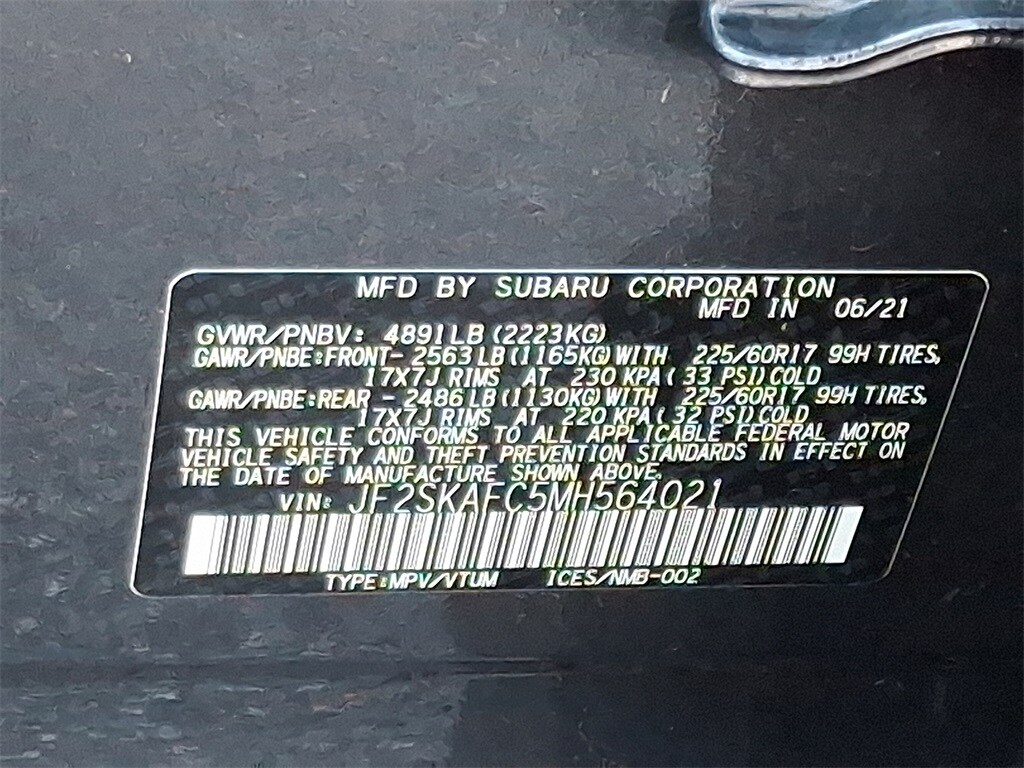 MFD BY SUBARU CORPORATION
MFD IN 06/21
GVWR/PNBV: 4891LB (2223KG)
GAWR/PNBE:FRONT- 2563LB(1165KG)WITH 225/60R17 99H TIRES,
17X7J RIMS AT 230 KPA( 33 PSI)COLD
GAWR/PNBE:REAR - 2486LB(1130KG)WITH 225/60R17 99H TIRES,
17X7J RIMS AT 220 KPA( 32 PSI)COLD
THIS VEHICLE CONFORMS TO ALL APPLICABLE FEDERAL MOTOR
VEHICLE SAFETY AND THEFT PREVENTION STANDARDS IN EFFECT ON
THE DATE OF MANUFACTURE SHOWN ABOVE.
VIN: JF2SKAFC5MH564021
TYPE:MPV/VTUM ICES/NMB-002